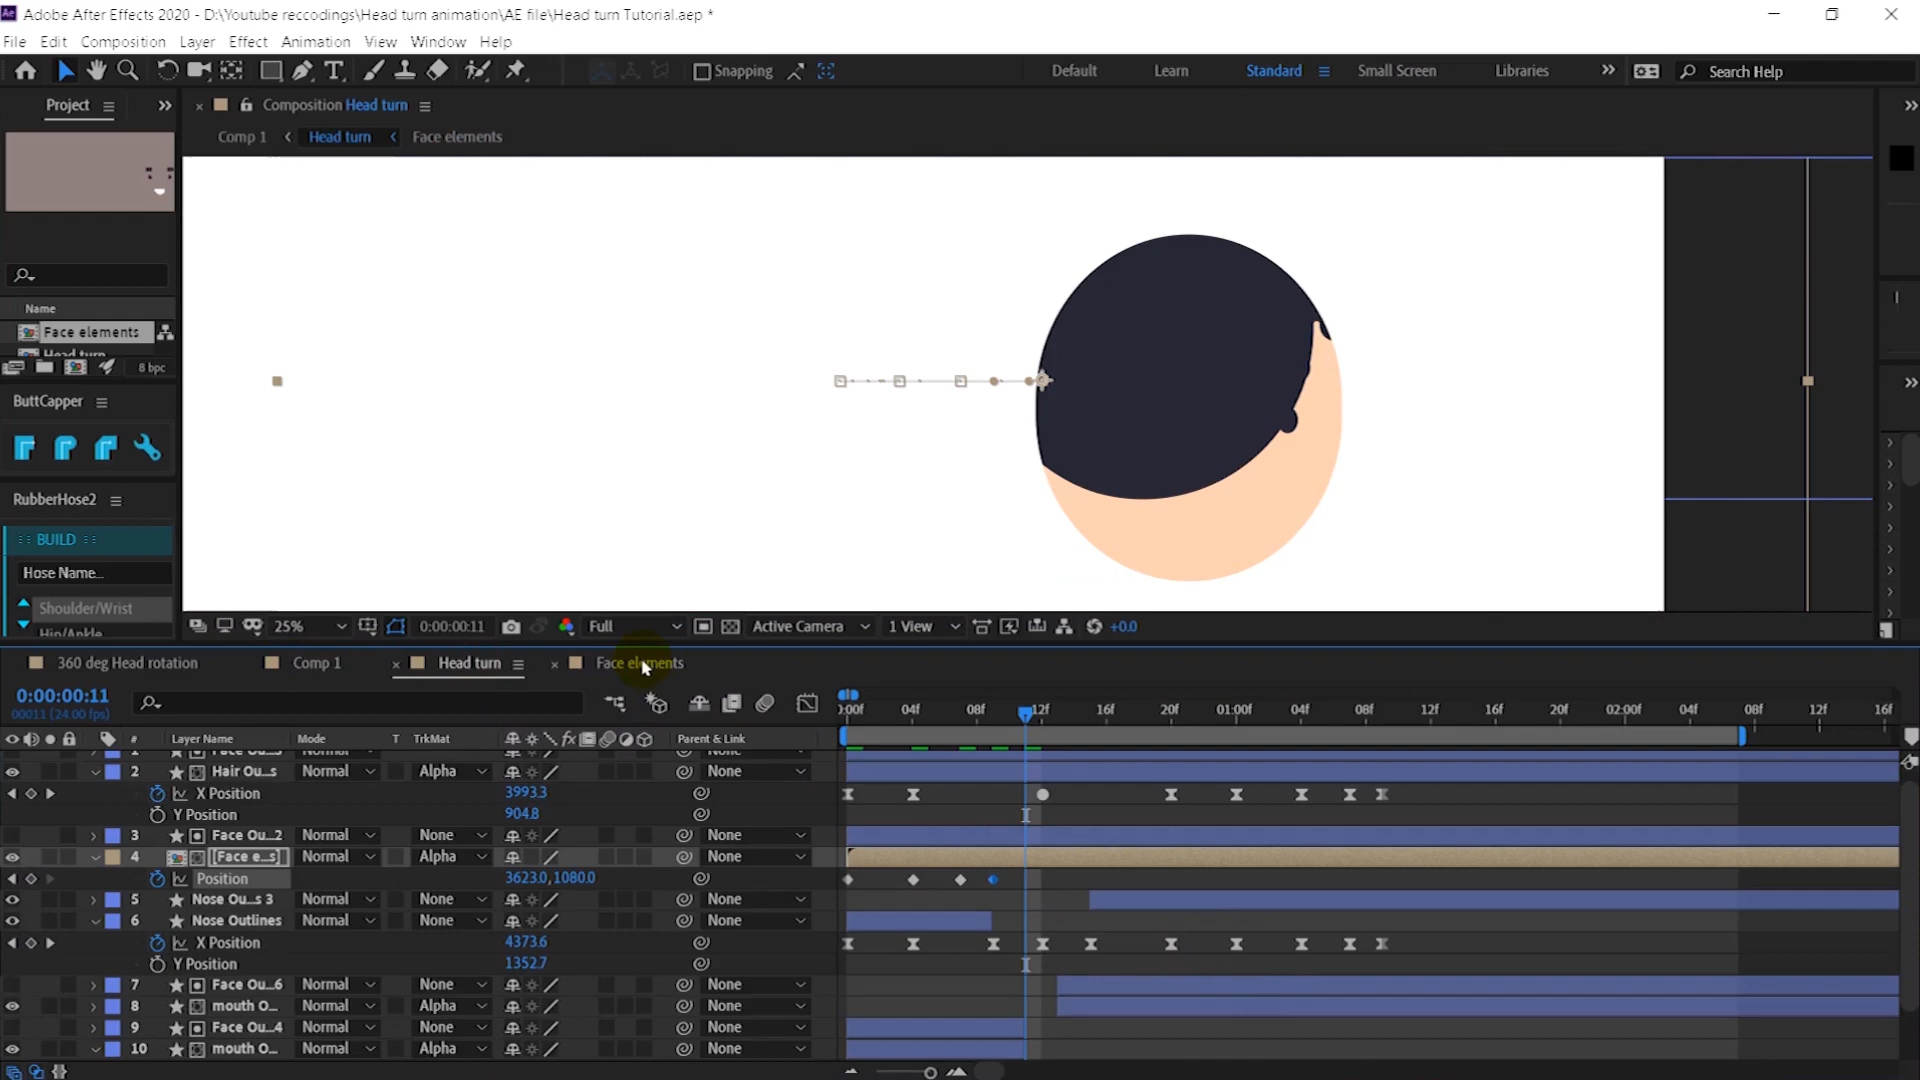 Adobe After Effects 2020 - D:\Youtube reccodings\Head turn animation\AE file\Head turn Tutorial.aep *
File Edit Composition Layer Effect Animation View Window Help
Snapping Default Learn Standard Small Screen Libraries Search Help
Project Composition Head turn
Comp 1 Head turn Face elements
Name
Face elements
Head turn
8 bpc
ButtCapper
RubberHose2
:: BUILD ::
Hose Name...
Shoulder/Wrist
Hip/Ankle
25% 0:00:00:11 Full Active Camera 1 View +0.0
360 deg Head rotation Comp 1 Head turn Face elements
0:00:00:11
00011 (24.00 fps)
):00f 04f 08f 12f 16f 20f 01:00f 04f 08f 12f 16f 20f 02:00f 04f 08f 12f 16f
# Layer Name Mode T TrkMat Parent & Link
2 Hair Ou...s Normal Alpha None
X Position 3993.3
Y Position 904.8
3 Face Ou...2 Normal None None
4 [Face e...s] Normal Alpha None
Position 3623.0,1080.0
5 Nose Ou...s 3 Normal None None
6 Nose Outlines Normal None None
X Position 4373.6
Y Position 1352.7
7 Face Ou...6 Normal None None
8 mouth O... Normal Alpha None
9 Face Ou...4 Normal None None
10 mouth O... Normal Alpha None